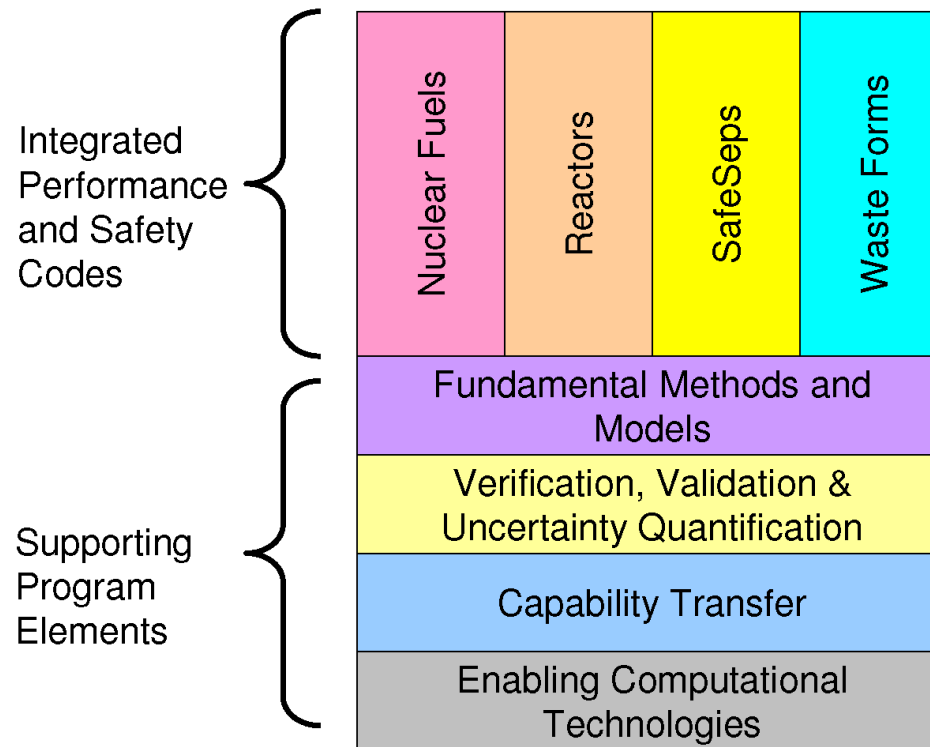 Integrated
Performance
and Safety
Codes
Nuclear Fuels
Reactors
SafeSeps
Waste Forms
Supporting
Program
Elements
Fundamental Methods and
Models
Verification, Validation &
Uncertainty Quantification
Capability Transfer
Enabling Computational
Technologies